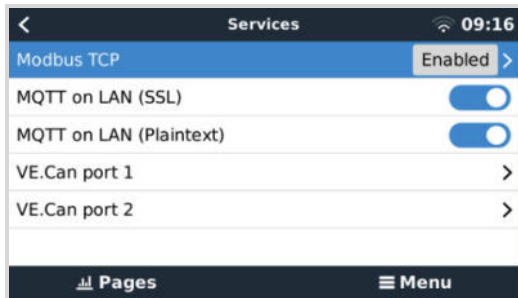 Services 09:16
Modbus TCP Enabled
MQTT on LAN (SSL)
MQTT on LAN (Plaintext)
VE.Can port 1
VE.Can port 2
Pages Menu